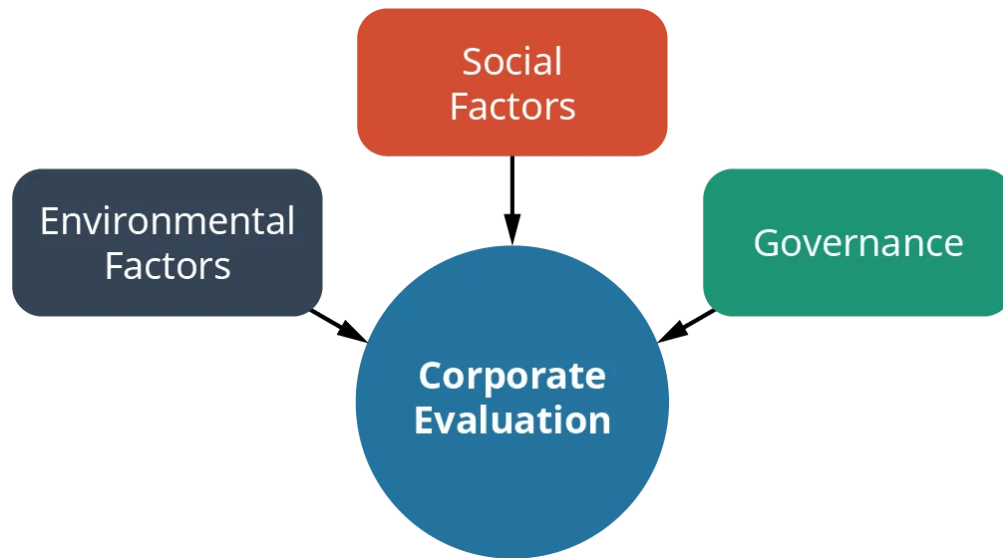 Social
Factors
Environmental
Factors
Governance
Corporate
Evaluation